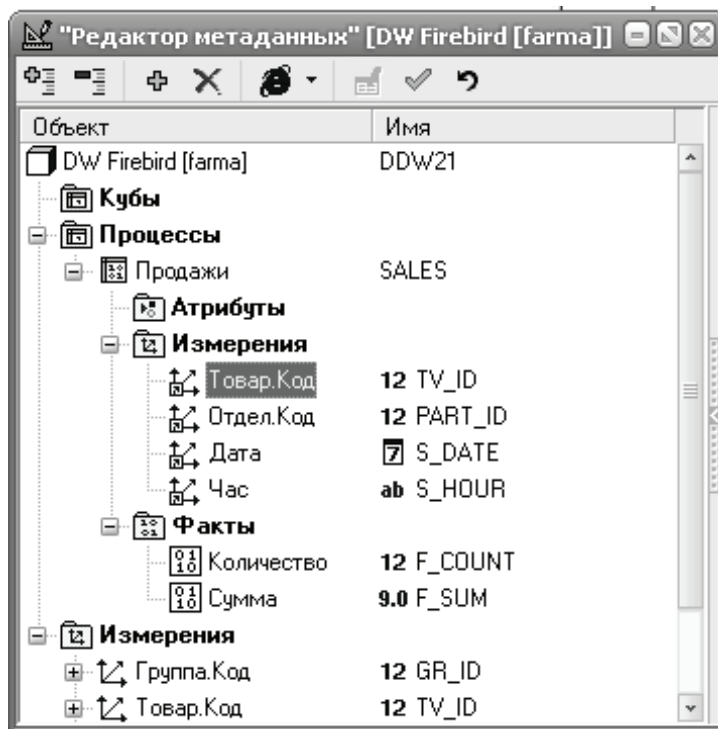 "Редактор метаданных" [DW Firebird [farma]]
Объект Имя
DW Firebird [farma] DDW21
Кубы
Процессы
Продажи SALES
Атрибуты
Измерения
Товар.Код 12 TV_ID
Отдел.Код 12 PART_ID
Дата 7 S_DATE
Час ab S_HOUR
Факты
Количество 12 F_COUNT
Сумма 9.0 F_SUM
Измерения
Группа.Код 12 GR_ID
Товар.Код 12 TV_ID